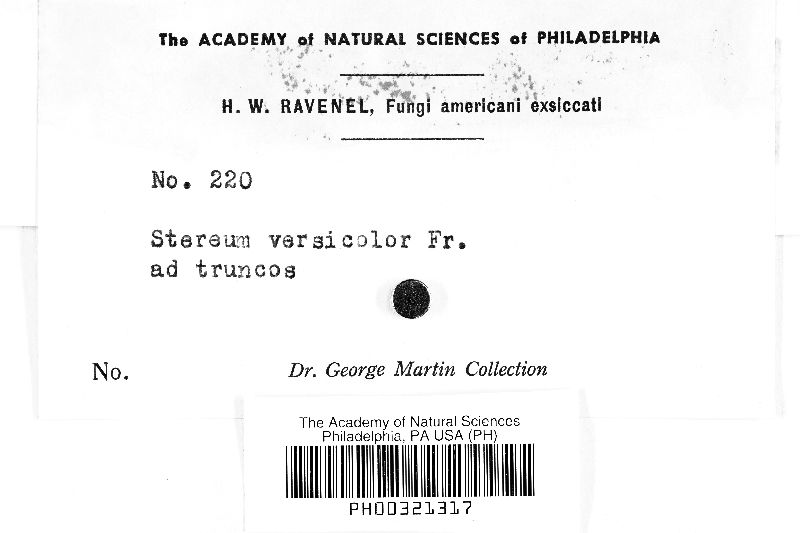 The ACADEMY of NATURAL SCIENCES of PHILADELPHIA
H. W. RAVENEL, Fungi americani exsiccati
No. 220
Stereum versicolor Fr.
ad truncos
No. Dr. George Martin Collection
The Academy of Natural Sciences
Philadelphia, PA USA (PH)
PH00321317